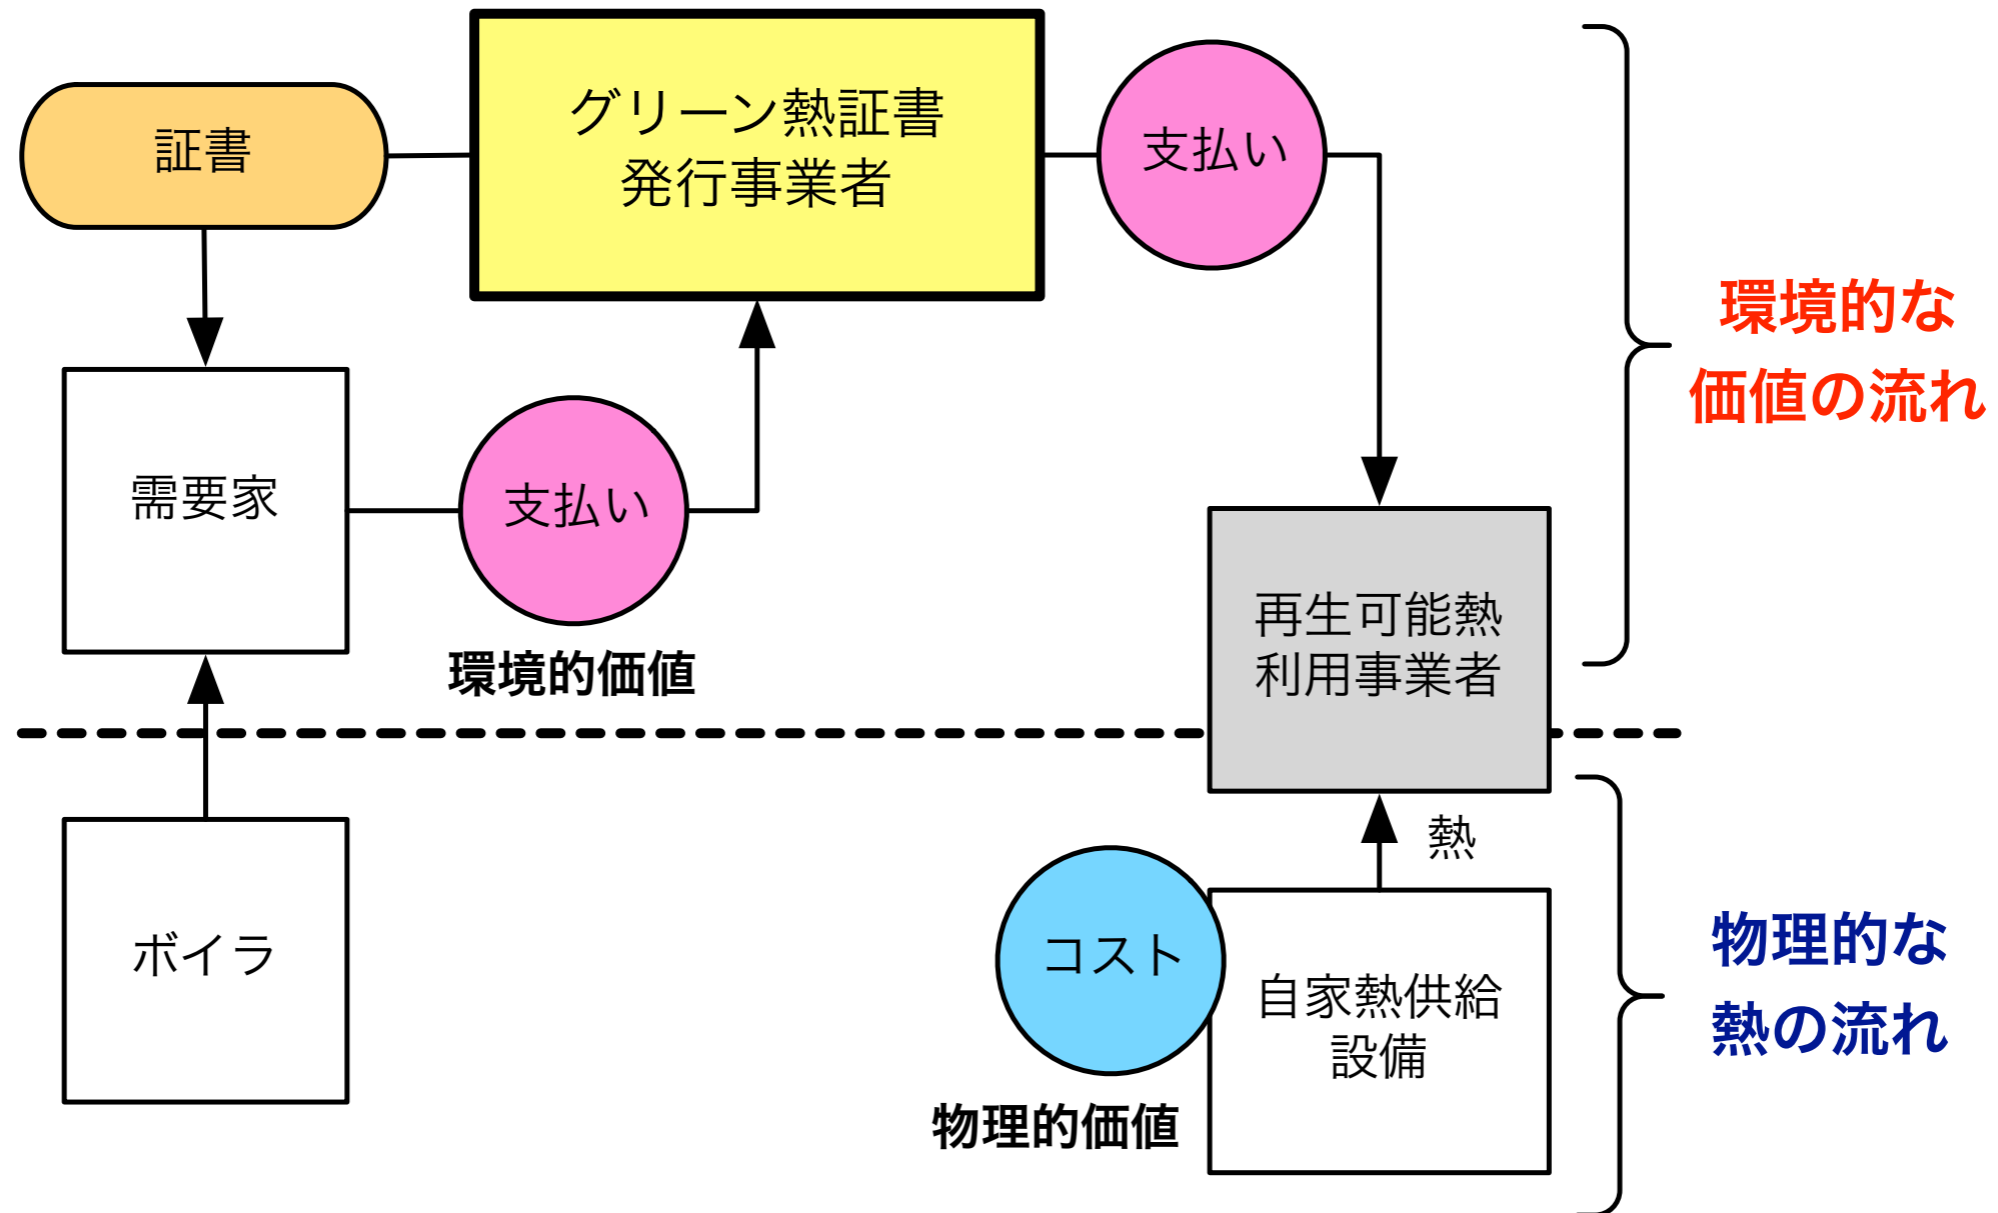 グリーン熱証書
発行事業者
証書
支払い
環境的な
価値の流れ
需要家
支払い
環境的価値
再生可能熱
利用事業者
熱
ボイラ
コスト
自家熱供給
設備
物理的な
熱の流れ
物理的価値